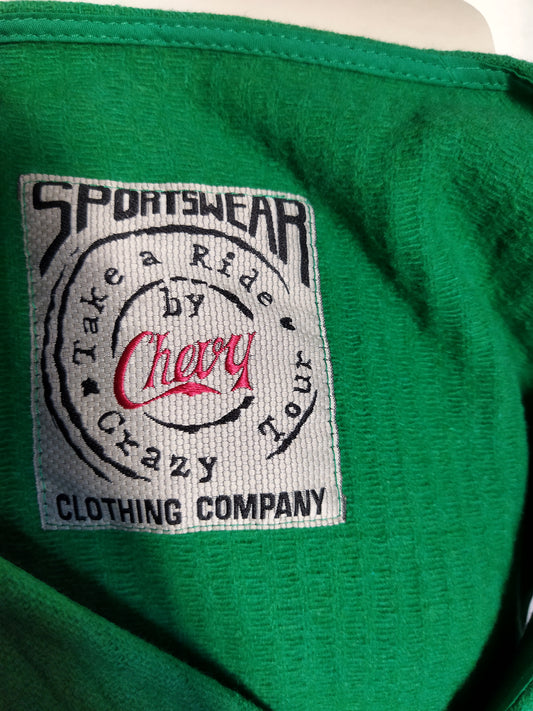 SPORTSWEAR
Take a Ride
by
Chevy
Crazy Tour
CLOTHING COMPANY